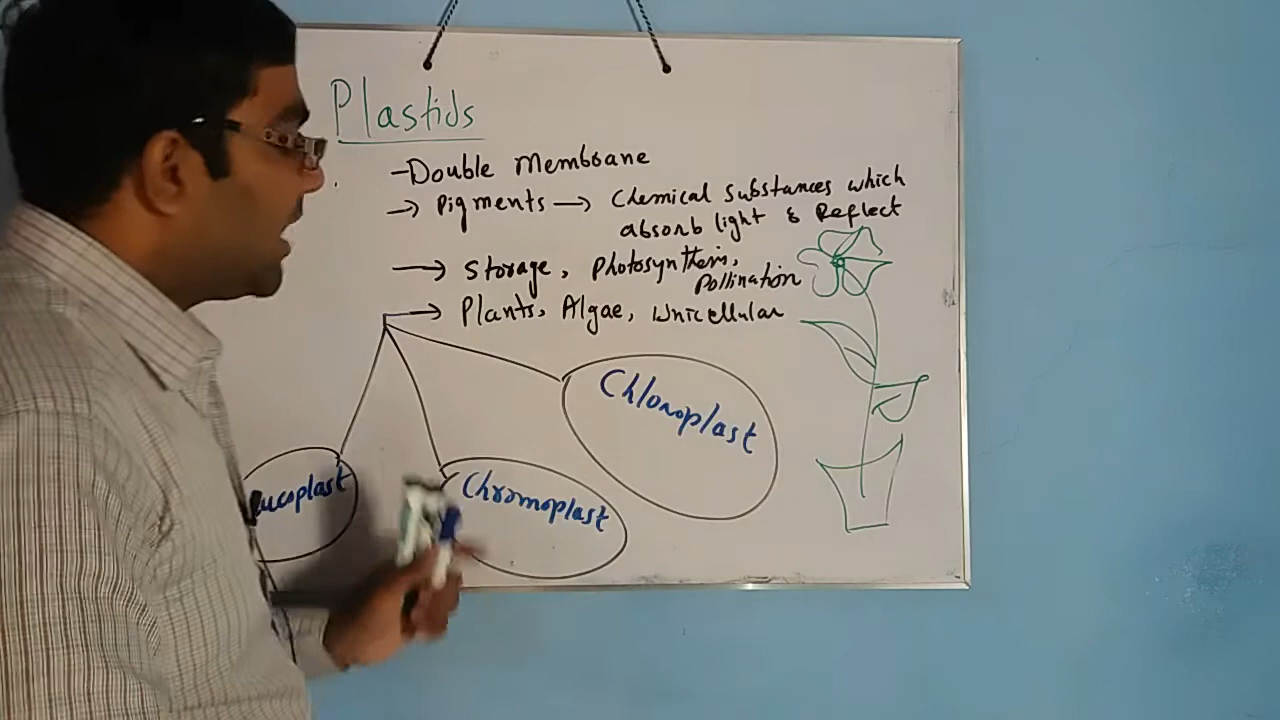 Plastids
-Double Membrane
→ Pigments → Chemical substances which
absorb light & Reflect
→ Storage, Photosynthesis,
Pollination
→ Plants, Algae, Unicellular
Chloroplast
ucoplast
Chromoplast